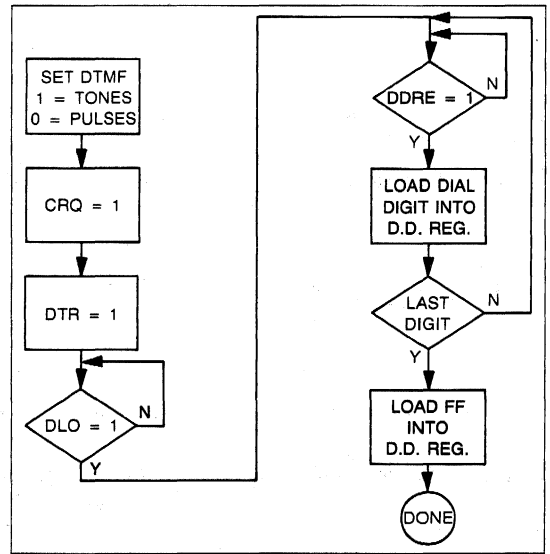 SET DTMF
1 = TONES
0 = PULSES
CRQ = 1
DTR = 1
DLO = 1
N
Y
DDRE = 1
N
Y
LOAD DIAL
DIGIT INTO
D.D. REG.
LAST
DIGIT
N
Y
LOAD FF
INTO
D.D. REG.
DONE